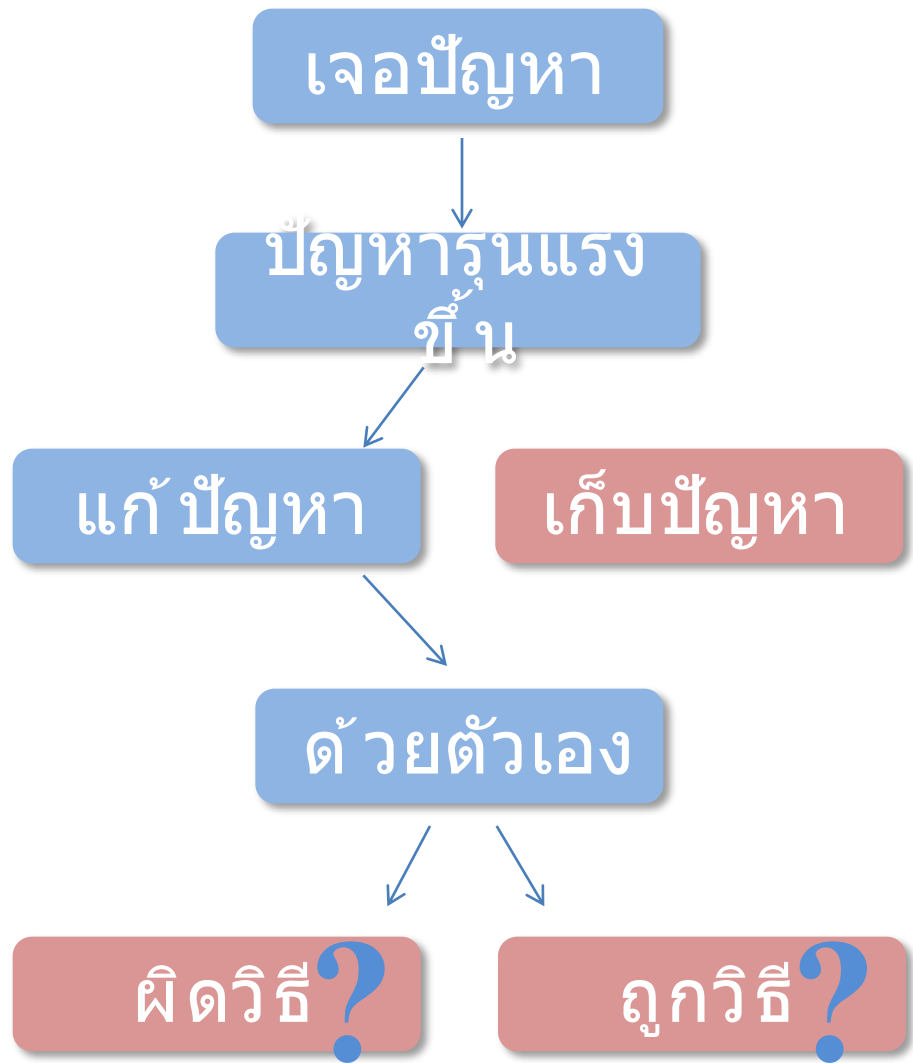 เจอปัญหา
ปัญหารุนแรง
ขึ้น
แก้ปัญหา
เก็บปัญหา
ด้วยตัวเอง
ผิดวิธี?
ถูกวิธี?